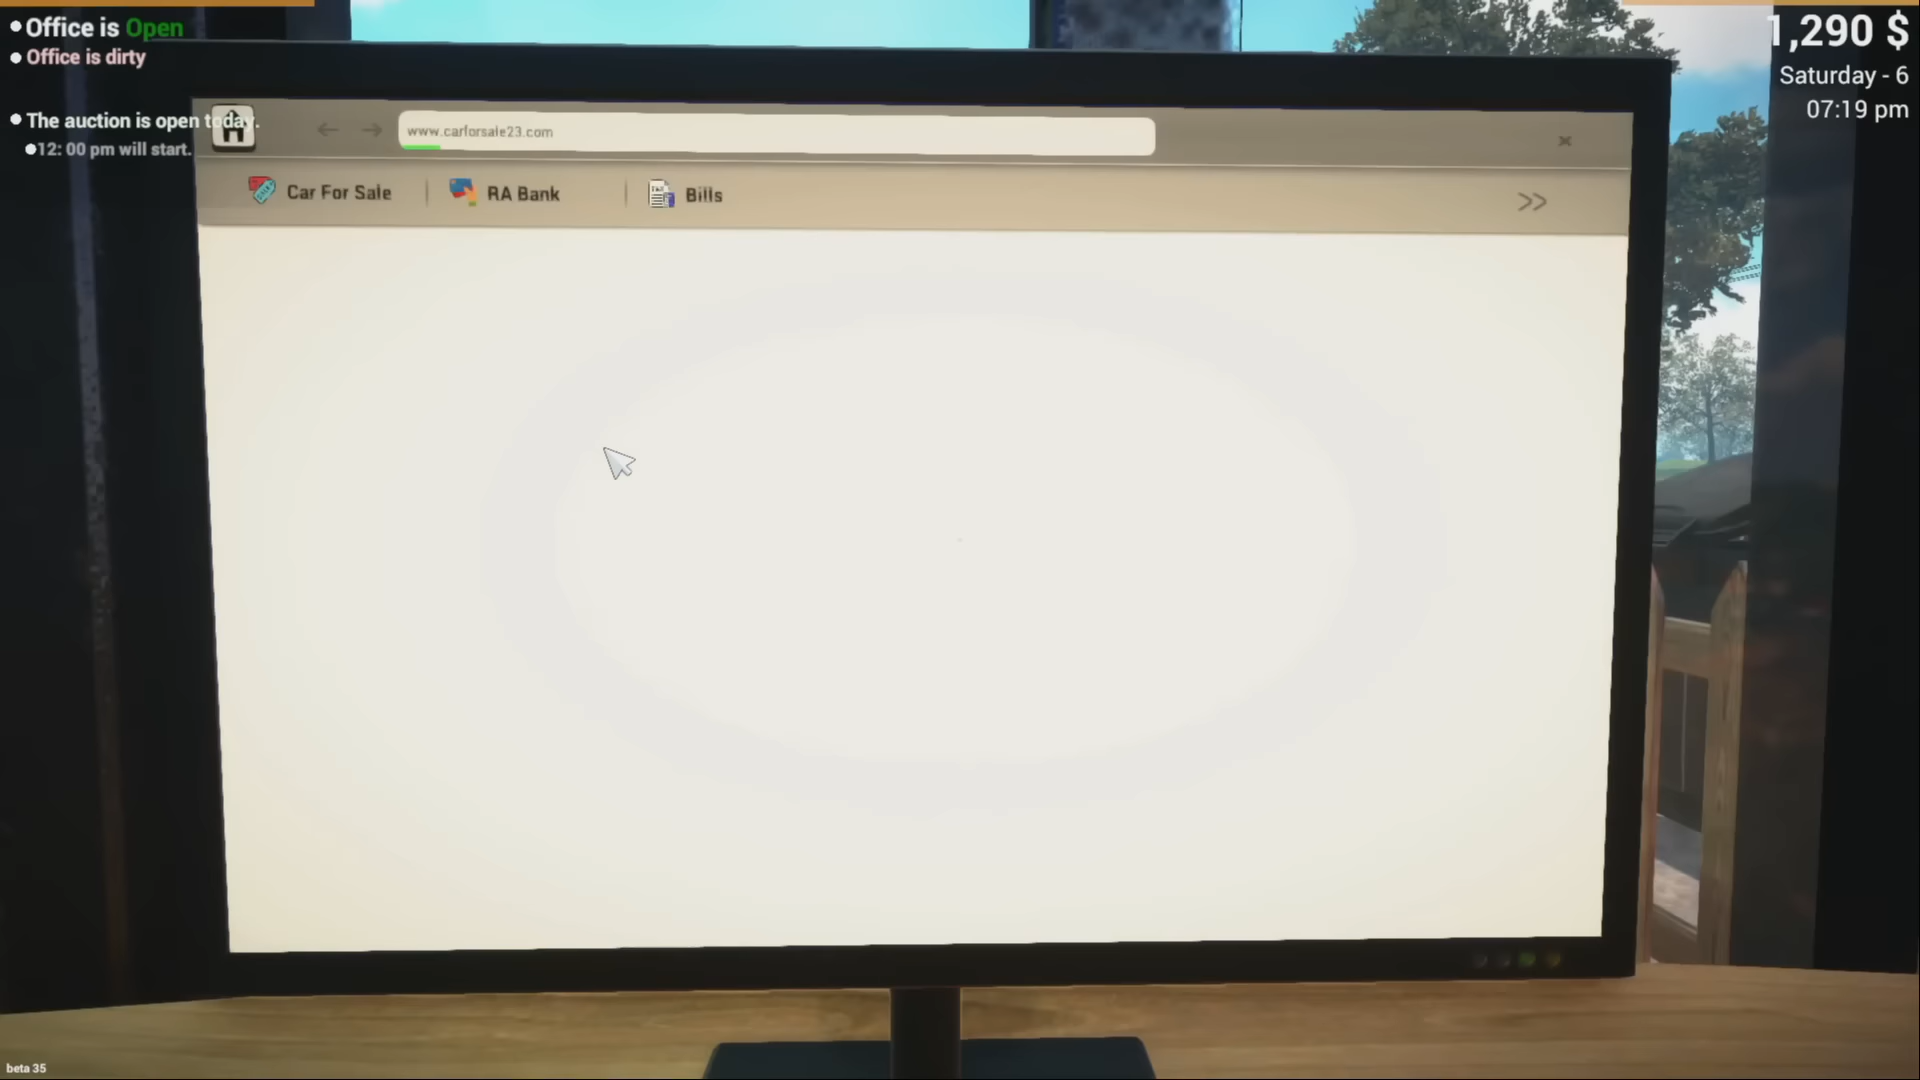 Office is Open
Office is dirty
The auction is open today.
12: 00 pm will start.
1,290 $
Saturday - 6
07:19 pm
www.carforsale23.com
Car For Sale
RA Bank
Bills
>>
beta 35